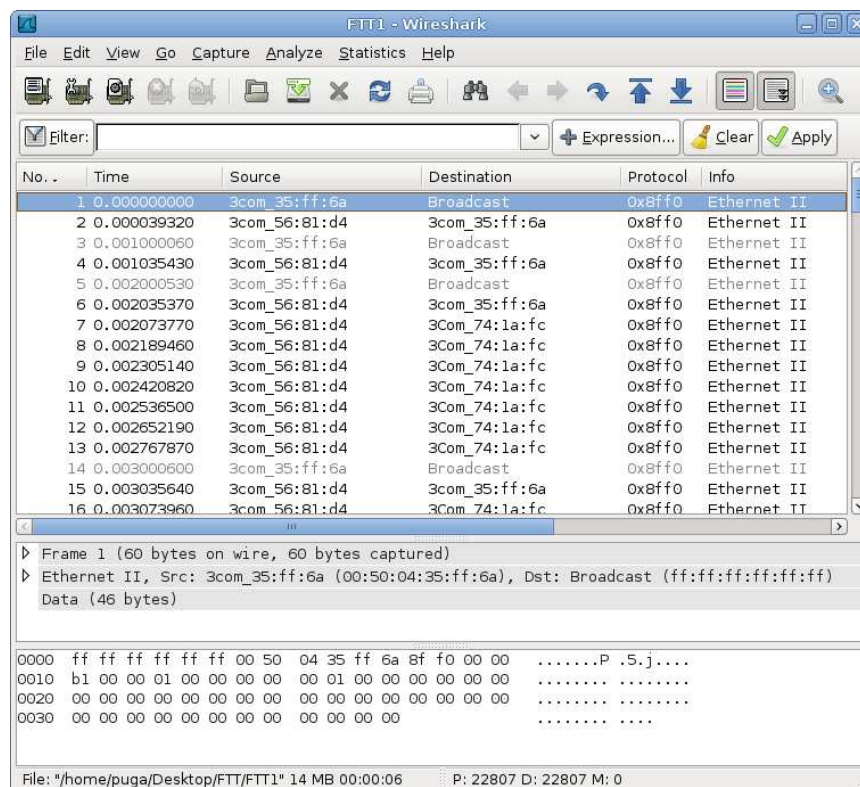 FTT1 - Wireshark
File Edit View Go Capture Analyze Statistics Help
Filter: Expression... Clear Apply
No. . Time Source Destination Protocol Info
1 0.000000000 3com_35:ff:6a Broadcast 0x8ff0 Ethernet II
2 0.000039320 3com_56:81:d4 3com_35:ff:6a 0x8ff0 Ethernet II
3 0.001000060 3com_35:ff:6a Broadcast 0x8ff0 Ethernet II
4 0.001035430 3com_56:81:d4 3com_35:ff:6a 0x8ff0 Ethernet II
5 0.002000530 3com_35:ff:6a Broadcast 0x8ff0 Ethernet II
6 0.002035370 3com_56:81:d4 3com_35:ff:6a 0x8ff0 Ethernet II
7 0.002073770 3com_56:81:d4 3Com_74:1a:fc 0x8ff0 Ethernet II
8 0.002189460 3com_56:81:d4 3Com_74:1a:fc 0x8ff0 Ethernet II
9 0.002305140 3com_56:81:d4 3Com_74:1a:fc 0x8ff0 Ethernet II
10 0.002420820 3com_56:81:d4 3Com_74:1a:fc 0x8ff0 Ethernet II
11 0.002536500 3com_56:81:d4 3Com_74:1a:fc 0x8ff0 Ethernet II
12 0.002652190 3com_56:81:d4 3Com_74:1a:fc 0x8ff0 Ethernet II
13 0.002767870 3com_56:81:d4 3Com_74:1a:fc 0x8ff0 Ethernet II
14 0.003000600 3com_35:ff:6a Broadcast 0x8ff0 Ethernet II
15 0.003035640 3com_56:81:d4 3com_35:ff:6a 0x8ff0 Ethernet II
16 0.003073960 3com_56:81:d4 3Com_74:1a:fc 0x8ff0 Ethernet II
Frame 1 (60 bytes on wire, 60 bytes captured)
Ethernet II, Src: 3com_35:ff:6a (00:50:04:35:ff:6a), Dst: Broadcast (ff:ff:ff:ff:ff:ff)
Data (46 bytes)
0000 ff ff ff ff ff ff 00 50 04 35 ff 6a 8f f0 00 00 .......P .5.j....
0010 b1 00 00 01 00 00 00 00 00 01 00 00 00 00 00 00 ........ ........
0020 00 00 00 00 00 00 00 00 00 00 00 00 00 00 00 00 ........ ........
0030 00 00 00 00 00 00 00 00 00 00 00 00 ........ ....
File: "/home/puga/Desktop/FTT/FTT1" 14 MB 00:00:06 P: 22807 D: 22807 M: 0